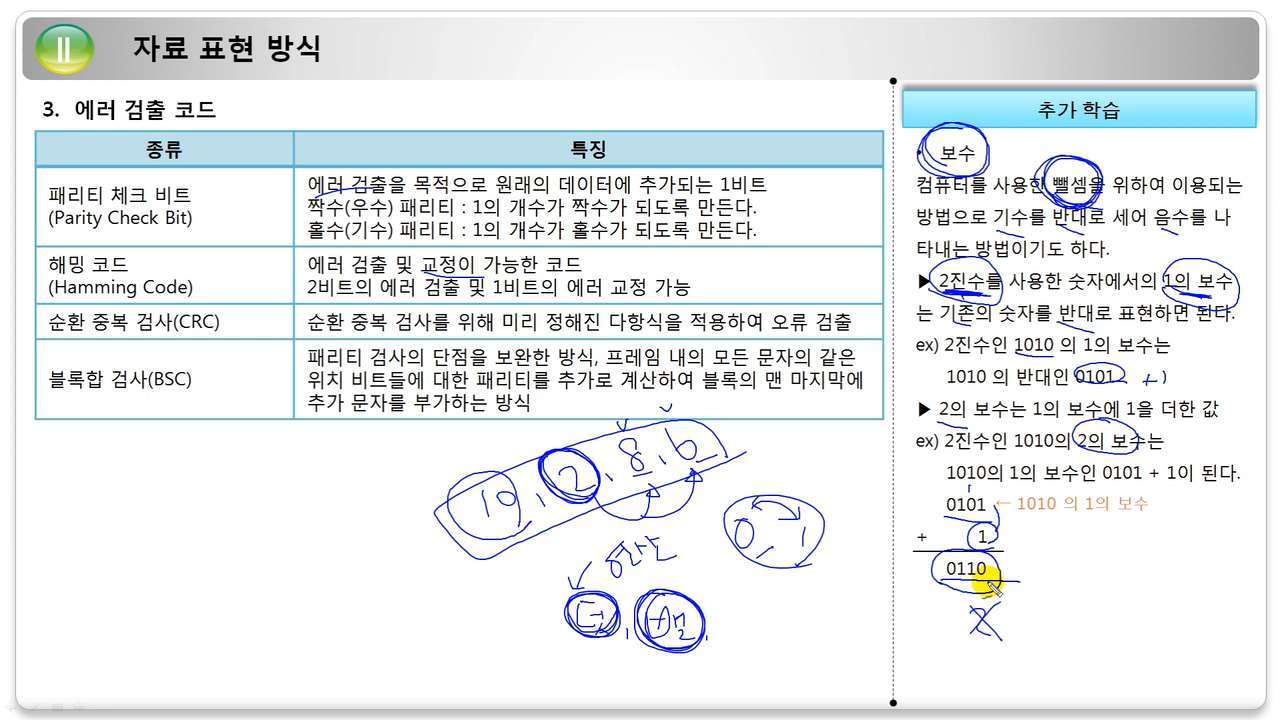 II 자료 표현 방식
3. 에러 검출 코드
종류 특징
패리티 체크 비트
(Parity Check Bit)
에러 검출을 목적으로 원래의 데이터에 추가되는 1비트
짝수(우수) 패리티 : 1의 개수가 짝수가 되도록 만든다.
홀수(기수) 패리티 : 1의 개수가 홀수가 되도록 만든다.
해밍 코드
(Hamming Code)
에러 검출 및 교정이 가능한 코드
2비트의 에러 검출 및 1비트의 에러 교정 가능
순환 중복 검사(CRC)
순환 중복 검사를 위해 미리 정해진 다항식을 적용하여 오류 검출
블록합 검사(BSC)
패리티 검사의 단점을 보완한 방식, 프레임 내의 모든 문자의 같은
위치 비트들에 대한 패리티를 추가로 계산하여 블록의 맨 마지막에
추가 문자를 부가하는 방식
10, 2, 8, 6
0 1
연산
덧, 뺄,
추가 학습
• 보수
컴퓨터를 사용한 뺄셈을 위하여 이용되는
방법으로 기수를 반대로 세어 음수를 나
타내는 방법이기도 하다.
▶ 2진수를 사용한 숫자에서의 1의 보수
는 기존의 숫자를 반대로 표현하면 된다.
ex) 2진수인 1010 의 1의 보수는
1010 의 반대인 0101 +1
▶ 2의 보수는 1의 보수에 1을 더한 값
ex) 2진수인 1010의 2의 보수는
1010의 1의 보수인 0101 + 1이 된다.
0101 ← 1010 의 1의 보수
+ 1
0110